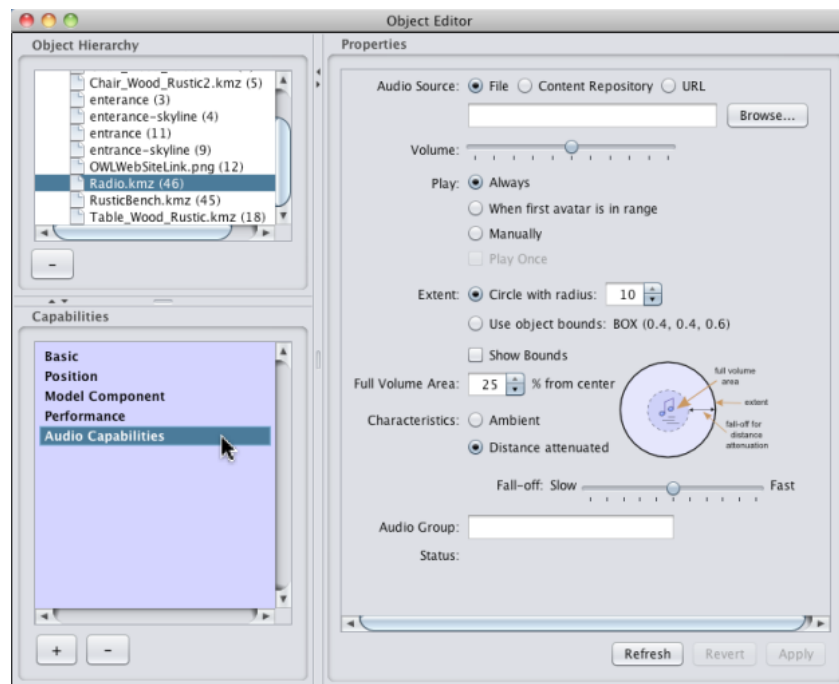 Object Editor
Object Hierarchy
Chair_Wood_Rustic2.kmz (5)
enterance (3)
enterance-skyline (4)
entrance (11)
entrance-skyline (9)
OWLWebSiteLink.png (12)
Radio.kmz (46)
RusticBench.kmz (45)
Table_Wood_Rustic.kmz (18)
-
Capabilities
Basic
Position
Model Component
Performance
Audio Capabilities
+ -
Properties
Audio Source: File Content Repository URL
Browse...
Volume:
Play: Always
When first avatar is in range
Manually
Play Once
Extent: Circle with radius: 10
Use object bounds: BOX (0.4, 0.4, 0.6)
Show Bounds
Full Volume Area: 25 % from center
full volume
area
extent
fall-off for
distance
attenuation
Characteristics: Ambient
Distance attenuated
Fall-off: Slow Fast
Audio Group:
Status:
Refresh Revert Apply